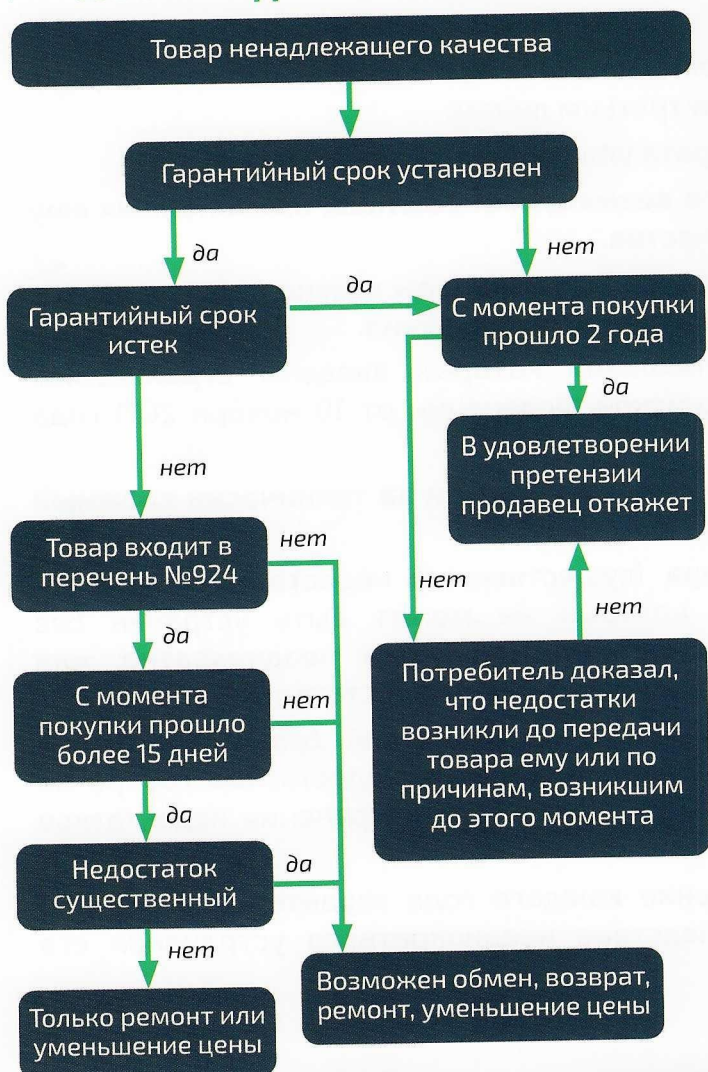 Товар ненадлежащего качества
Гарантийный срок установлен
да
нет
Гарантийный срок
истек
да
С момента покупки
прошло 2 года
да
В удовлетворении
претензии
продавец откажет
нет
Товар входит в
перечень №924
нет
нет
нет
да
Потребитель доказал,
что недостатки
возникли до передачи
товара ему или по
причинам, возникшим
до этого момента
С момента
покупки прошло
более 15 дней
нет
да
Недостаток
существенный
да
нет
Возможен обмен, возврат,
ремонт, уменьшение цены
Только ремонт или
уменьшение цены